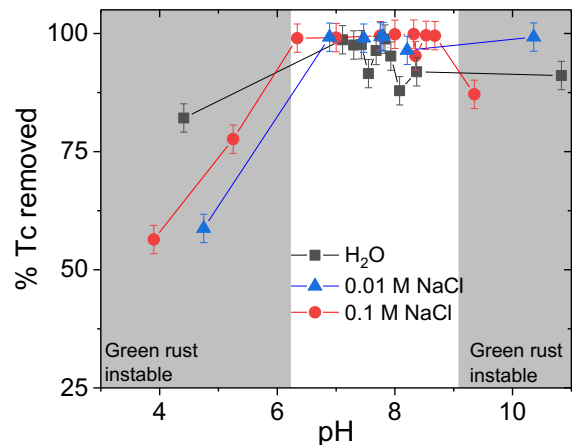 % Tc removed
100
75
50
25
H₂O
0.01 M NaCl
0.1 M NaCl
Green rust
instable
Green rust
instable
4
6
8
10
pH